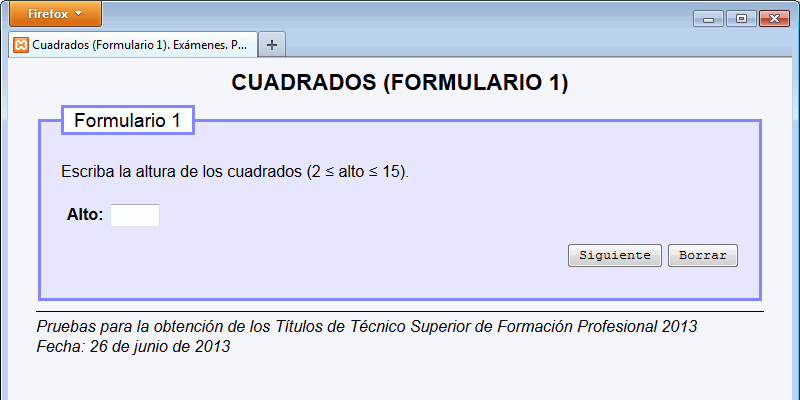 Firefox
Cuadrados (Formulario 1). Exámenes. P...
CUADRADOS (FORMULARIO 1)
Formulario 1
Escriba la altura de los cuadrados (2 ≤ alto ≤ 15).
Alto:
Siguiente Borrar
Pruebas para la obtención de los Títulos de Técnico Superior de Formación Profesional 2013
Fecha: 26 de junio de 2013